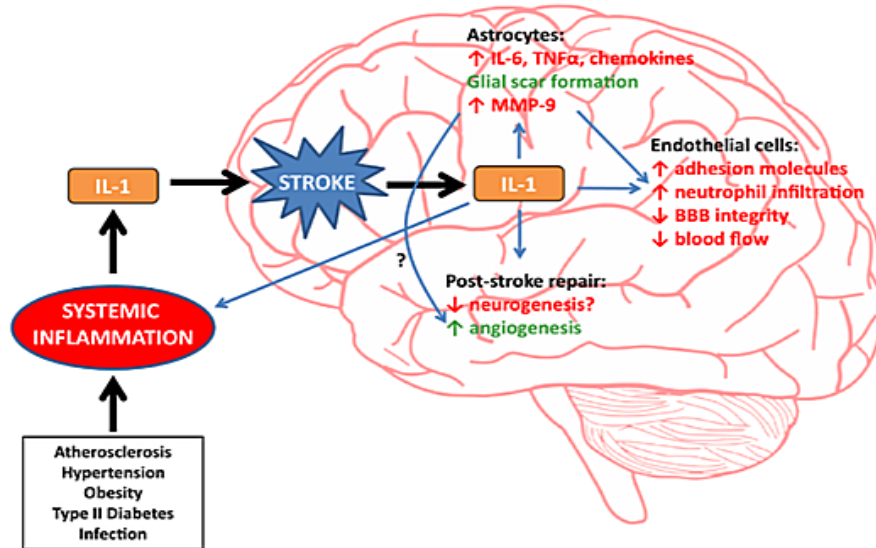 Astrocytes:
↑ IL-6, TNFα, chemokines
Glial scar formation
↑ MMP-9
Endothelial cells:
↑ adhesion molecules
↑ neutrophil infiltration
↓ BBB integrity
↓ blood flow
IL-1
STROKE
IL-1
?
Post-stroke repair:
↓ neurogenesis?
↑ angiogenesis
SYSTEMIC
INFLAMMATION
Atherosclerosis
Hypertension
Obesity
Type II Diabetes
Infection